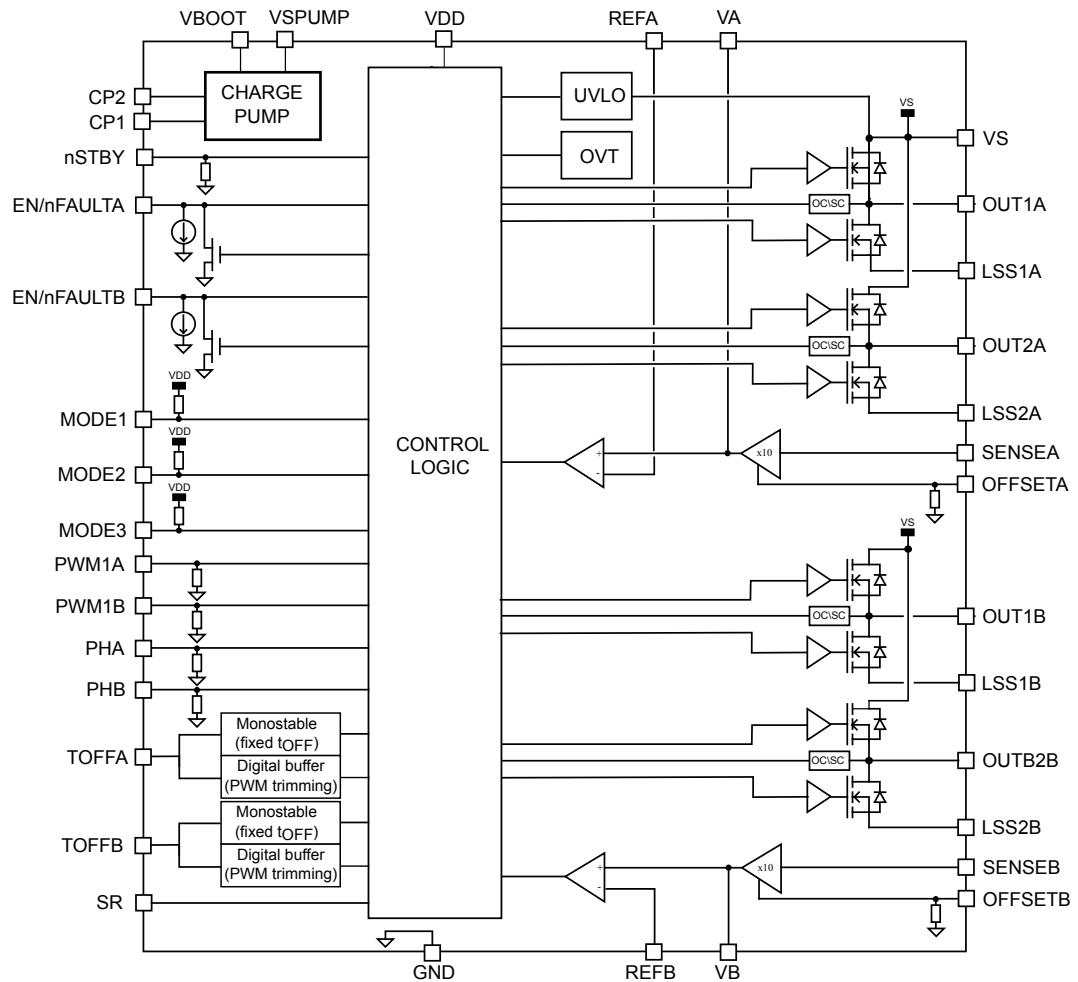 VBOOT VSPUMP VDD REFA VA
CP2
CP1
CHARGE
PUMP
nSTBY
EN/nFAULTA
EN/nFAULTB
VDD
MODE1
VDD
MODE2
VDD
MODE3
PWM1A
PWM1B
PHA
PHB
TOFFA
Monostable
(fixed tOFF)
Digital buffer
(PWM trimming)
TOFFB
Monostable
(fixed tOFF)
Digital buffer
(PWM trimming)
SR
CONTROL
LOGIC
UVLO
OVT
VS
VS
OC\SC
OUT1A
LSS1A
OC\SC
OUT2A
LSS2A
+
-
x10
SENSEA
OFFSETA
VS
OC\SC
OUT1B
LSS1B
OC\SC
OUTB2B
LSS2B
+
-
x10
SENSEB
OFFSETB
GND REFB VB